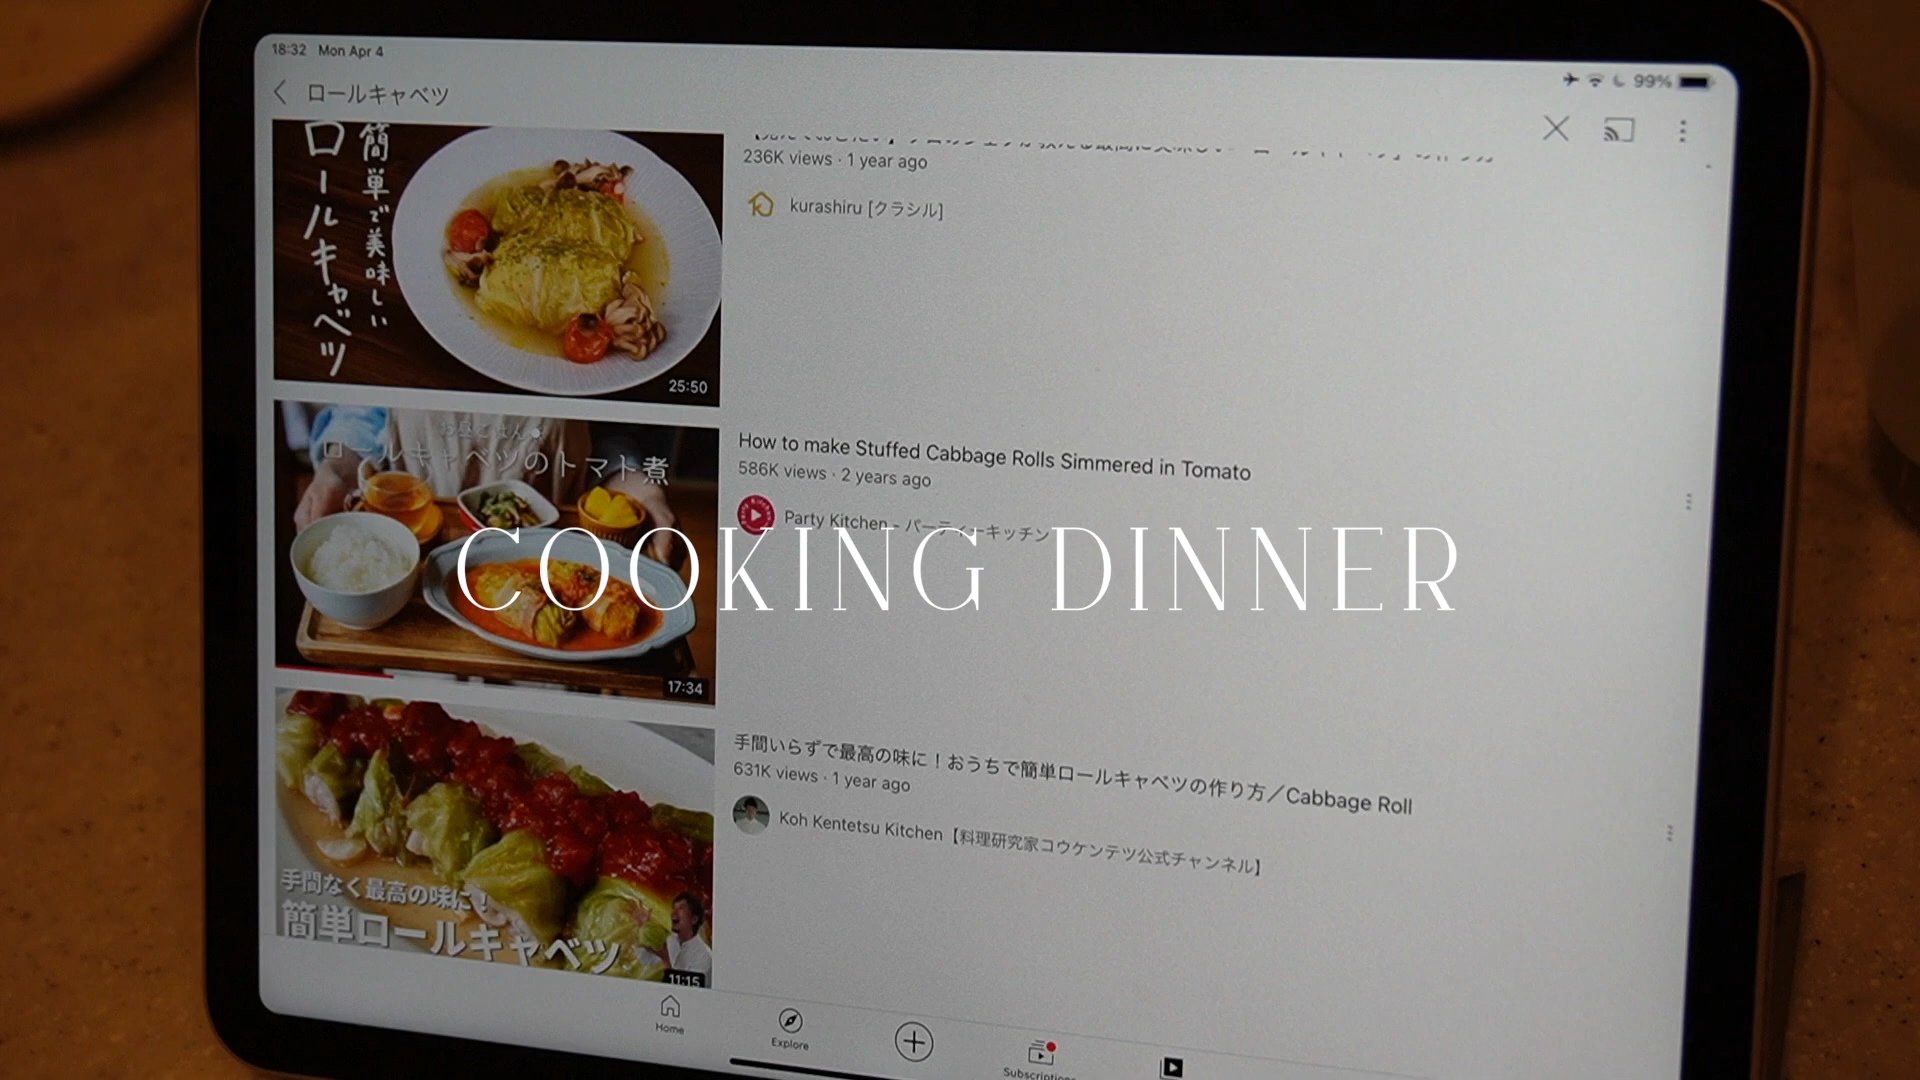 18:32 Mon Apr 4
99%
ロールキャベツ
簡単で美味しい
ロールキャベツ
25:50
236K views · 1 year ago
kurashiru [クラシル]
お昼ごはん
ロールキャベツのトマト煮
17:34
How to make Stuffed Cabbage Rolls Simmered in Tomato
586K views · 2 years ago
Party Kitchen - パーティーキッチン
COOKING DINNER
手間なく最高の味に!
簡単ロールキャベツ
11:15
手間いらずで最高の味に!おうちで簡単ロールキャベツの作り方/Cabbage Roll
631K views · 1 year ago
Koh Kentetsu Kitchen【料理研究家コウケンテツ公式チャンネル】
Home
Explore
Subscriptions